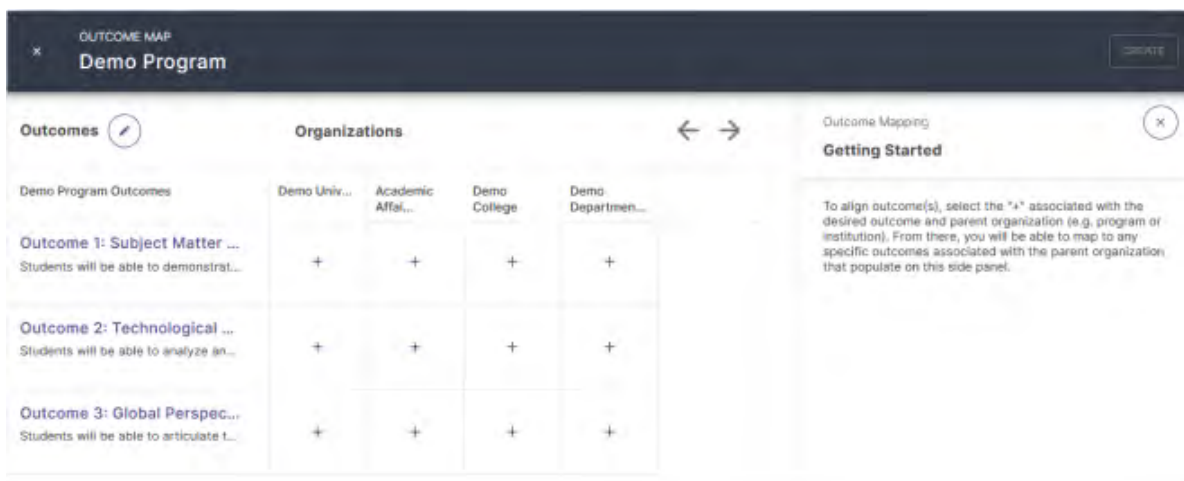 OUTCOME MAP
Demo Program
CREATE
Outcomes
Organizations
Demo Program Outcomes
Demo Univ...
Academic
Affai...
Demo
College
Demo
Departmen...
Outcome 1: Subject Matter ...
Students will be able to demonstrat...
+ + + +
Outcome 2: Technological ...
Students will be able to analyze an...
+ + + +
Outcome 3: Global Perspec...
Students will be able to articulate t...
+ + + +
Outcome Mapping
Getting Started
To align outcome(s), select the "+" associated with the
desired outcome and parent organization (e.g. program or
institution). From there, you will be able to map to any
specific outcomes associated with the parent organization
that populate on this side panel.